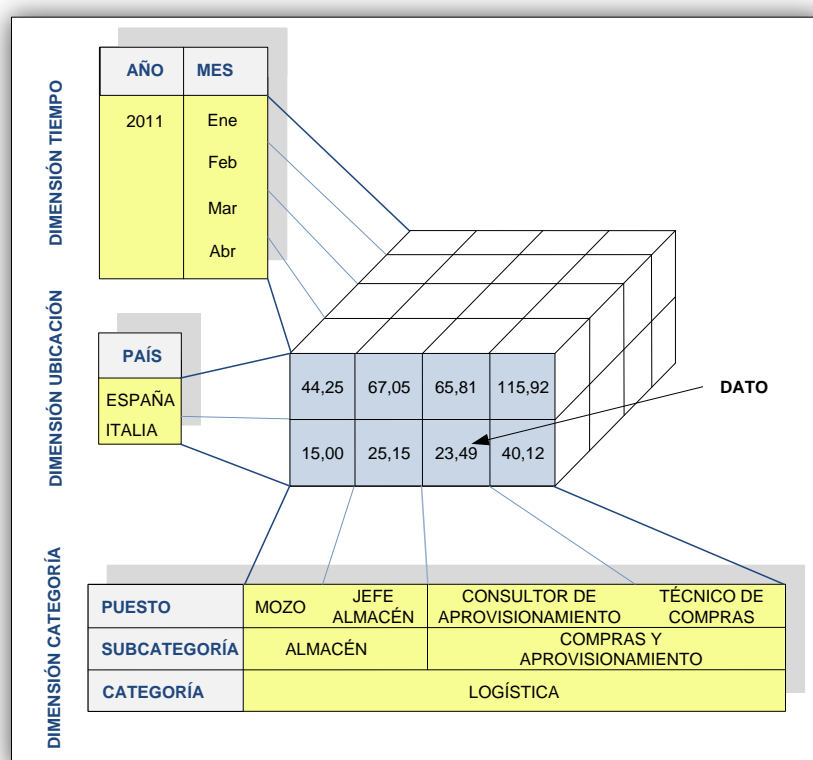 DIMENSIÓN TIEMPO
AÑO MES
2011 Ene
Feb
Mar
Abr
DIMENSIÓN UBICACIÓN
PAÍS
ESPAÑA
ITALIA
44,25 67,05 65,81 115,92
15,00 25,15 23,49 40,12
DATO
DIMENSIÓN CATEGORÍA
PUESTO
MOZO
JEFE
ALMACÉN
CONSULTOR DE
APROVISIONAMIENTO
TÉCNICO DE
COMPRAS
SUBCATEGORÍA
ALMACÉN
COMPRAS Y
APROVISIONAMIENTO
CATEGORÍA
LOGÍSTICA